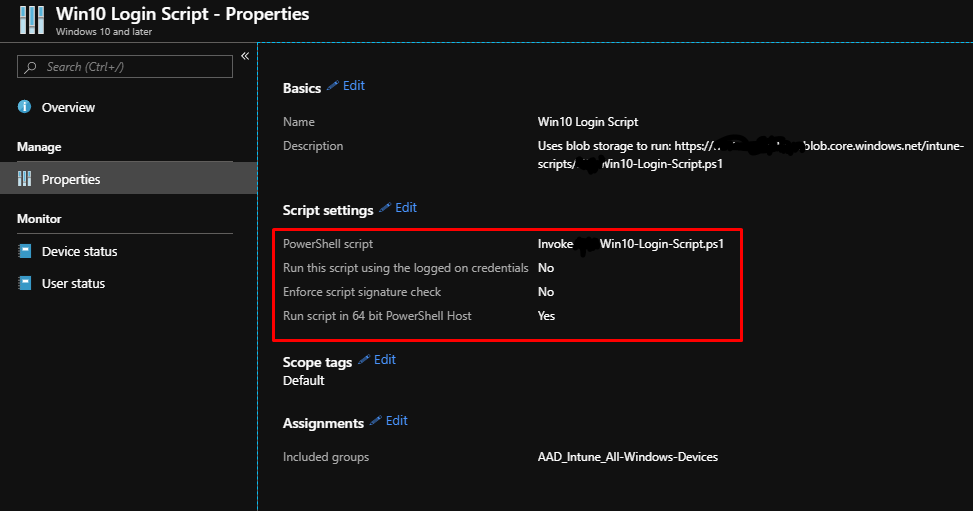 Win10 Login Script - Properties
Windows 10 and later
Search (Ctrl+/)
«
Overview
Manage
Properties
Monitor
Device status
User status
Basics Edit
Name Win10 Login Script
Description Uses blob storage to run: https://
blob.core.windows.net/intune-
scripts/ Win10-Login-Script.ps1
Script settings Edit
PowerShell script Invoke Win10-Login-Script.ps1
Run this script using the logged on credentials No
Enforce script signature check No
Run script in 64 bit PowerShell Host Yes
Scope tags Edit
Default
Assignments Edit
Included groups AAD_Intune_All-Windows-Devices